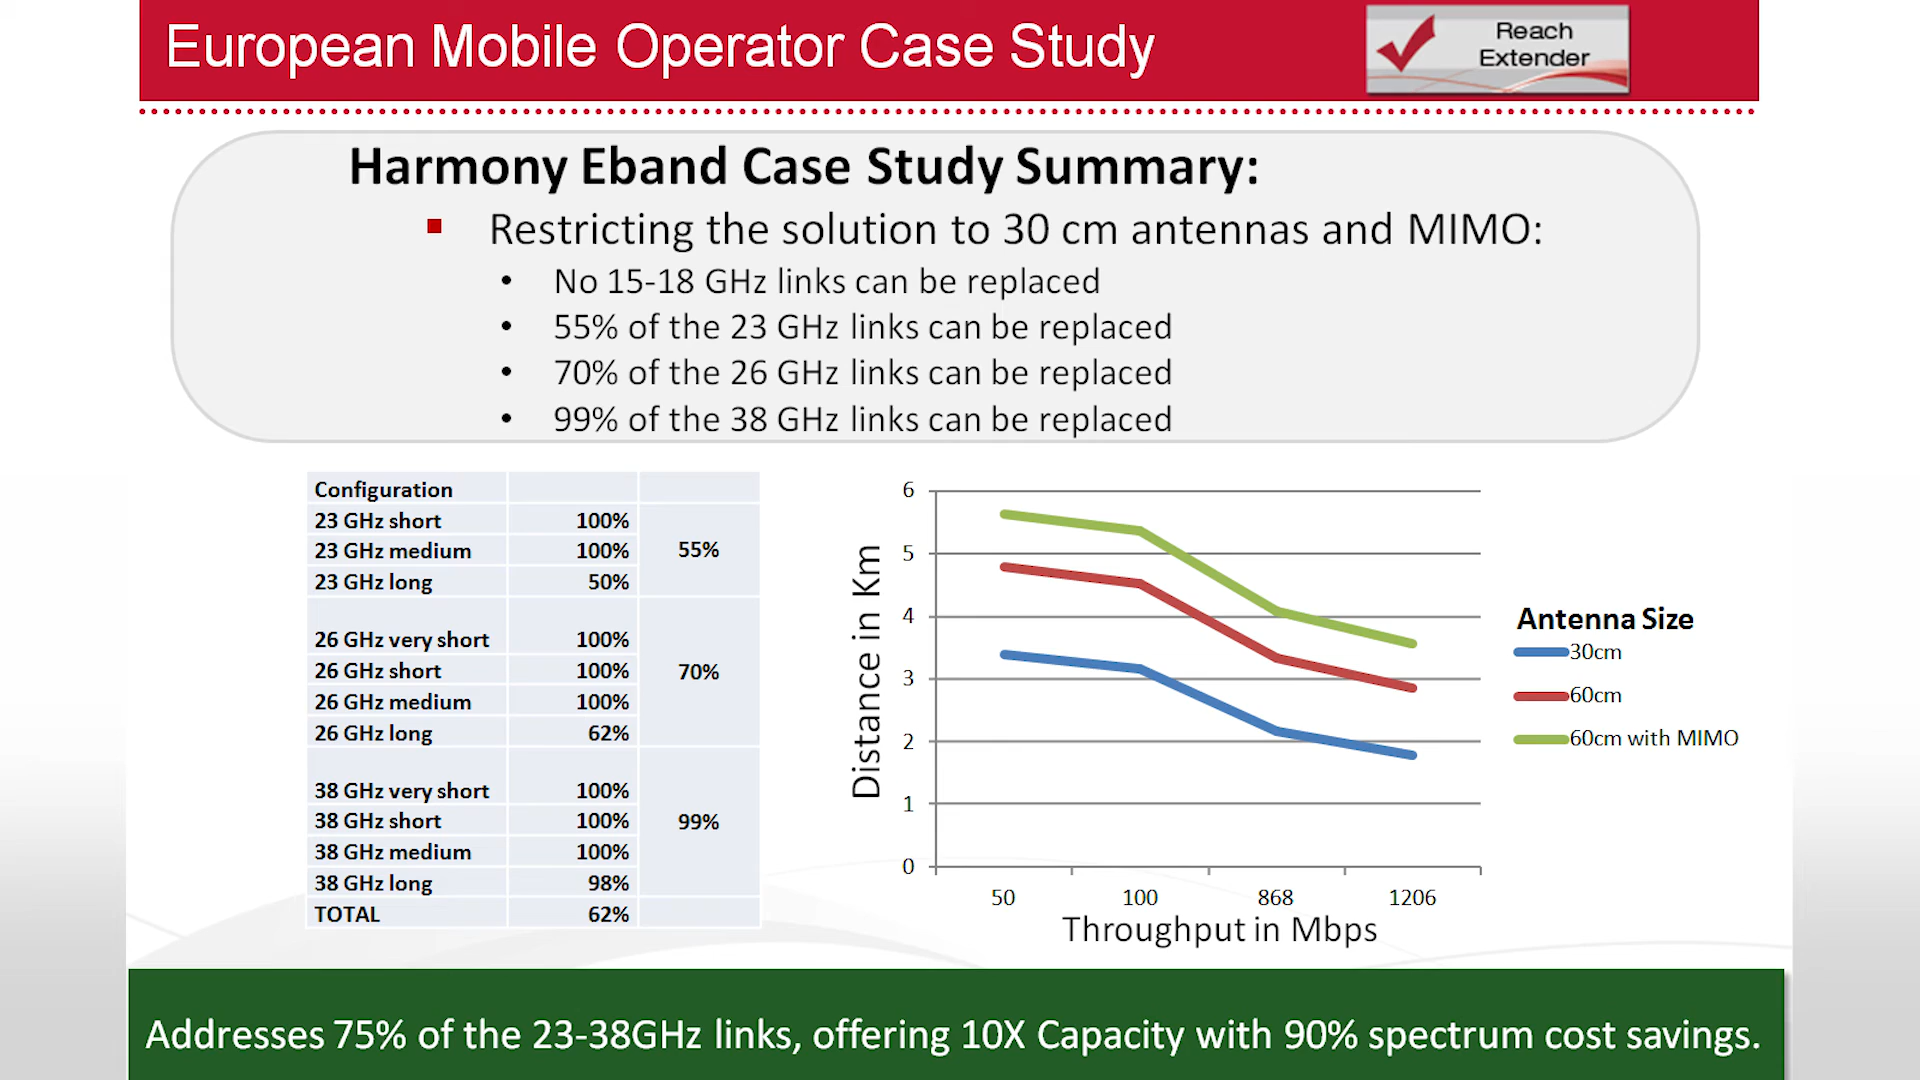 European Mobile Operator Case Study
Reach
Extender
Harmony Eband Case Study Summary:
Restricting the solution to 30 cm antennas and MIMO:
• No 15-18 GHz links can be replaced
• 55% of the 23 GHz links can be replaced
• 70% of the 26 GHz links can be replaced
• 99% of the 38 GHz links can be replaced
Configuration
23 GHz short 100%
23 GHz medium 100% 55%
23 GHz long 50%
26 GHz very short 100%
26 GHz short 100% 70%
26 GHz medium 100%
26 GHz long 62%
38 GHz very short 100%
38 GHz short 100% 99%
38 GHz medium 100%
38 GHz long 98%
TOTAL 62%
Distance in Km
6
5
4
3
2
1
0
50 100 868 1206
Throughput in Mbps
Antenna Size
30cm
60cm
60cm with MIMO
Addresses 75% of the 23-38GHz links, offering 10X Capacity with 90% spectrum cost savings.